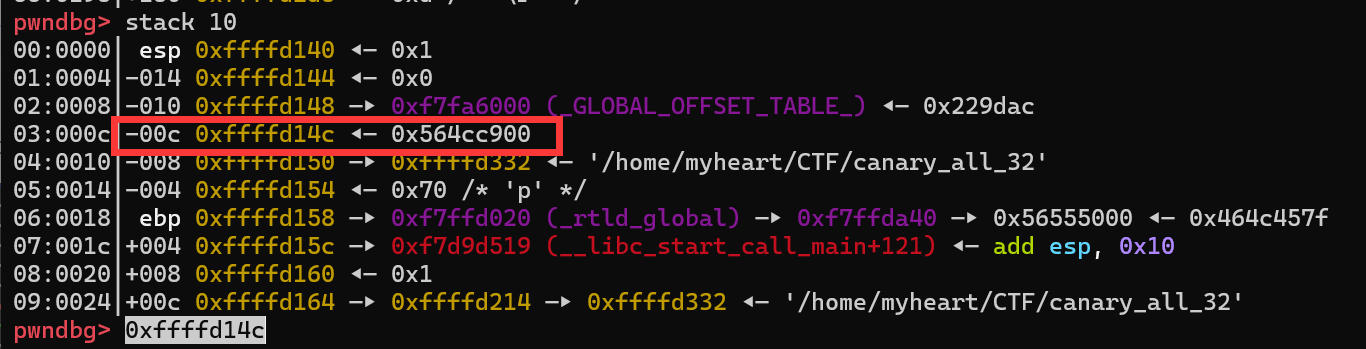 pwndbg> stack 10
00:0000│ esp 0xffffd140 ◂— 0x1
01:0004│-014 0xffffd144 ◂— 0x0
02:0008│-010 0xffffd148 —▸ 0xf7fa6000 (_GLOBAL_OFFSET_TABLE_) ◂— 0x229dac
03:000c│-00c 0xffffd14c ◂— 0x564cc900
04:0010│-008 0xffffd150 —▸ 0xffffd332 ◂— '/home/myheart/CTF/canary_all_32'
05:0014│-004 0xffffd154 ◂— 0x70 /* 'p' */
06:0018│ ebp 0xffffd158 —▸ 0xf7ffd020 (_rtld_global) —▸ 0xf7ffda40 —▸ 0x56555000 ◂— 0x464c457f
07:001c│+004 0xffffd15c —▸ 0xf7d9d519 (__libc_start_call_main+121) ◂— add esp, 0x10
08:0020│+008 0xffffd160 ◂— 0x1
09:0024│+00c 0xffffd164 —▸ 0xffffd214 —▸ 0xffffd332 ◂— '/home/myheart/CTF/canary_all_32'
pwndbg> 0xffffd14c